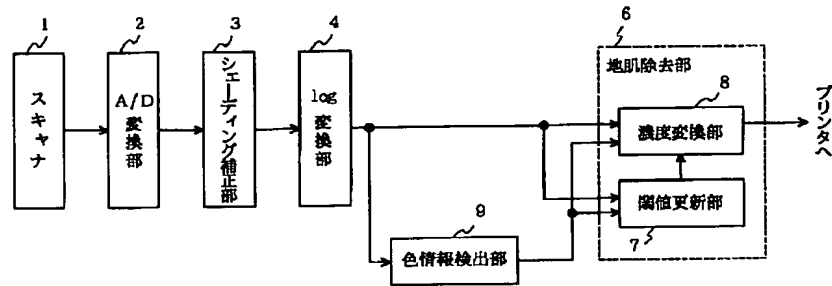 1
スキャナ
2
A/D
変換部
3
シェーディング補正部
4
log
変換部
6
地肌除去部
8
濃度変換部
プリンタへ
閾値更新部
7
9
色情報検出部